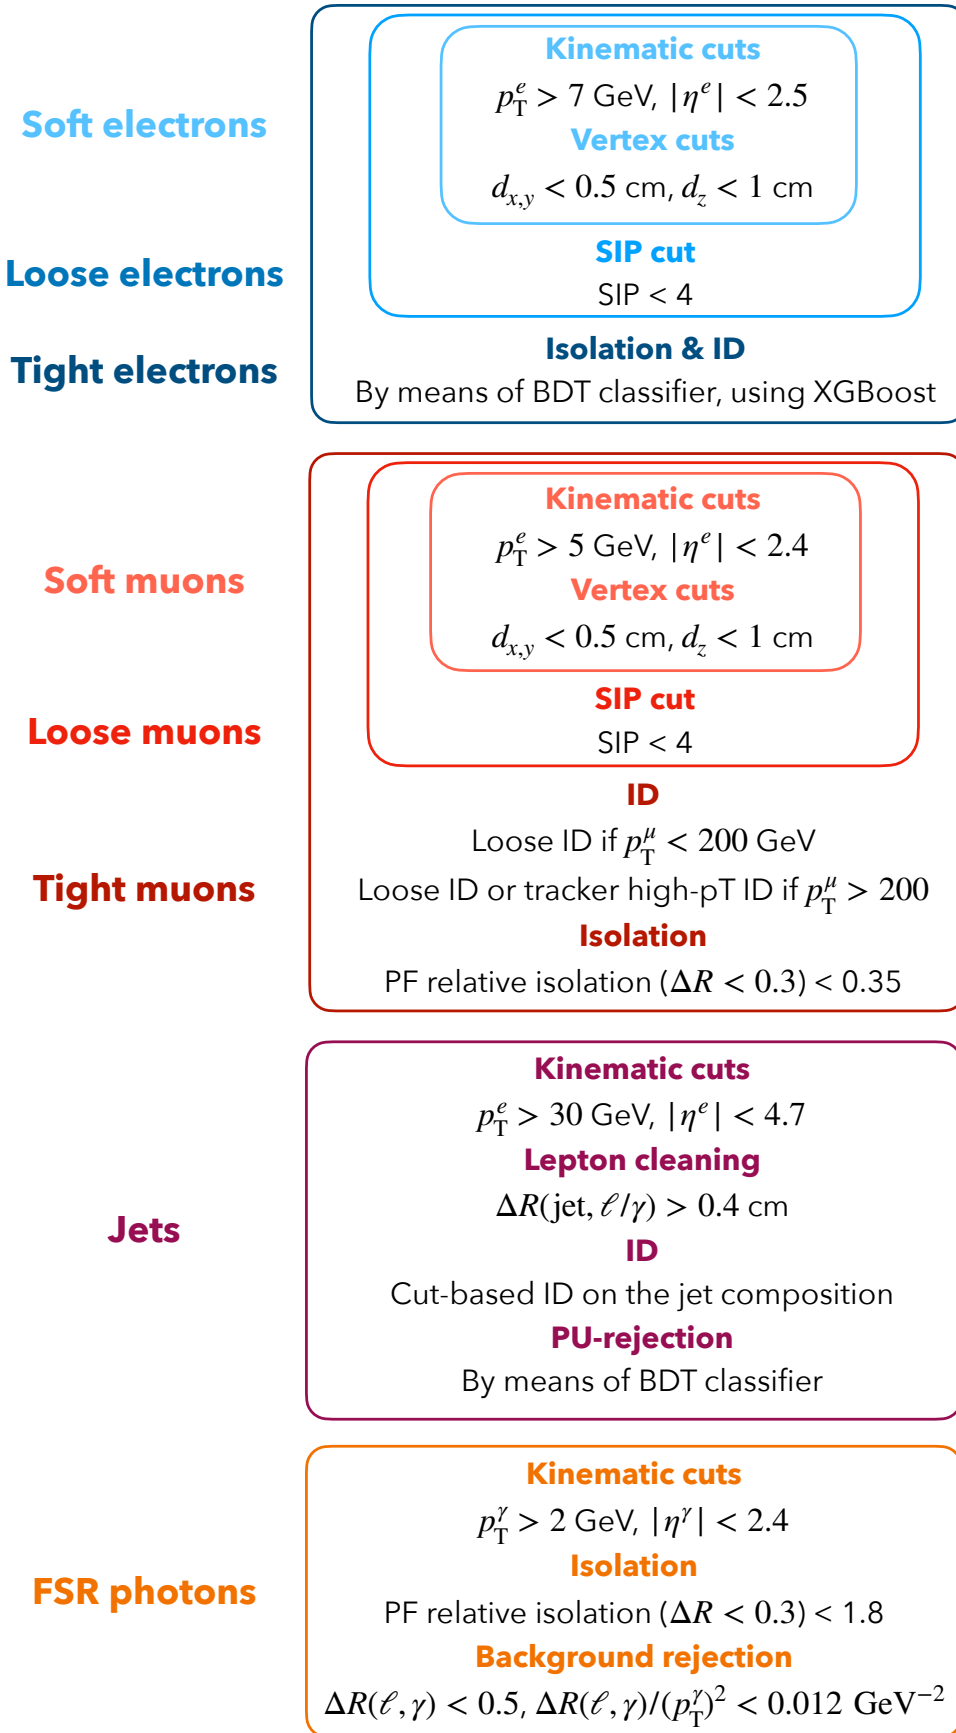 Kinematic cuts
Soft electrons
p_T^e > 7 GeV, |η^e| < 2.5
Vertex cuts
d_{x,y} < 0.5 cm, d_z < 1 cm
Loose electrons
SIP cut
SIP < 4
Tight electrons
Isolation & ID
By means of BDT classifier, using XGBoost
Kinematic cuts
Soft muons
p_T^e > 5 GeV, |η^e| < 2.4
Vertex cuts
d_{x,y} < 0.5 cm, d_z < 1 cm
Loose muons
SIP cut
SIP < 4
Tight muons
ID
Loose ID if p_T^μ < 200 GeV
Loose ID or tracker high-pT ID if p_T^μ > 200
Isolation
PF relative isolation (ΔR < 0.3) < 0.35
Jets
Kinematic cuts
p_T^e > 30 GeV, |η^e| < 4.7
Lepton cleaning
ΔR(jet, ℓ/γ) > 0.4 cm
ID
Cut-based ID on the jet composition
PU-rejection
By means of BDT classifier
FSR photons
Kinematic cuts
p_T^γ > 2 GeV, |η^γ| < 2.4
Isolation
PF relative isolation (ΔR < 0.3) < 1.8
Background rejection
ΔR(ℓ, γ) < 0.5, ΔR(ℓ, γ)/(p_T^γ)^2 < 0.012 GeV^{-2}